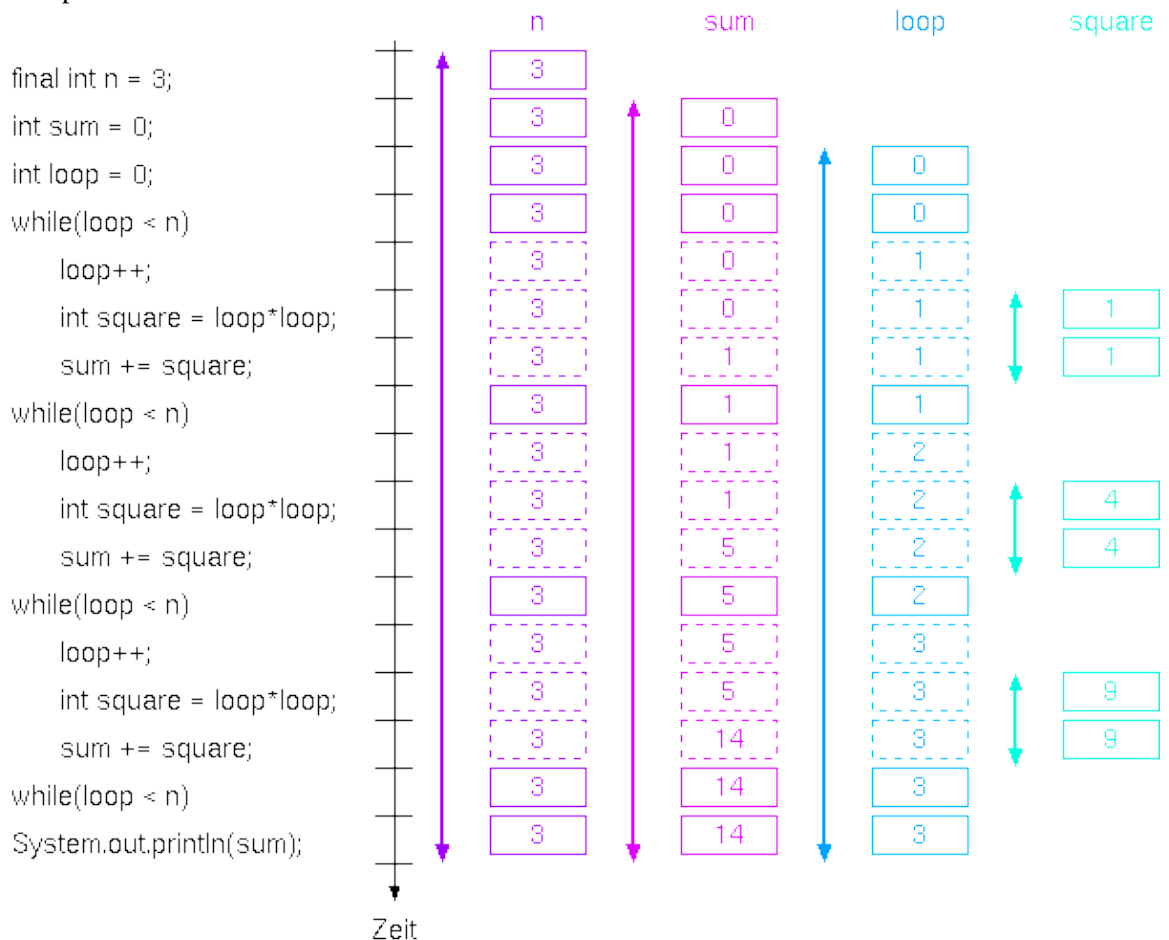 n sum loop square
final int n = 3; 3
int sum = 0; 3 0
int loop = 0; 3 0 0
while(loop < n) 3 0 0
loop++; 3 0 1
int square = loop*loop; 3 0 1 1
sum += square; 3 1 1 1
while(loop < n) 3 1 1
loop++; 3 1 2
int square = loop*loop; 3 1 2 4
sum += square; 3 5 2 4
while(loop < n) 3 5 2
loop++; 3 5 3
int square = loop*loop; 3 5 3 9
sum += square; 3 14 3 9
while(loop < n) 3 14 3
System.out.println(sum); 3 14 3
Zeit